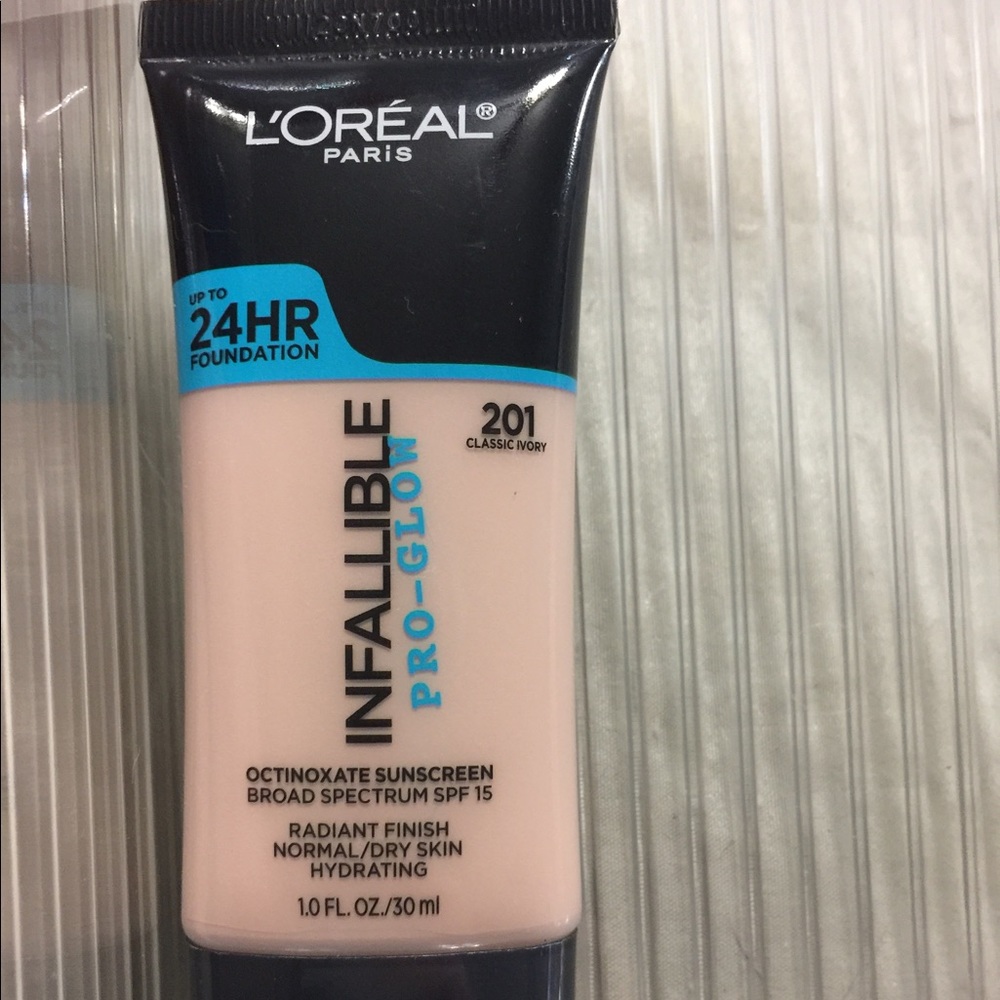 L'ORÉAL®
PARiS
UP TO
24HR
FOUNDATION
201
CLASSIC IVORY
INFALLIBLE
PRO-GLOW
OCTINOXATE SUNSCREEN
BROAD SPECTRUM SPF 15
RADIANT FINISH
NORMAL/DRY SKIN
HYDRATING
1.0 FL. OZ./30 ml